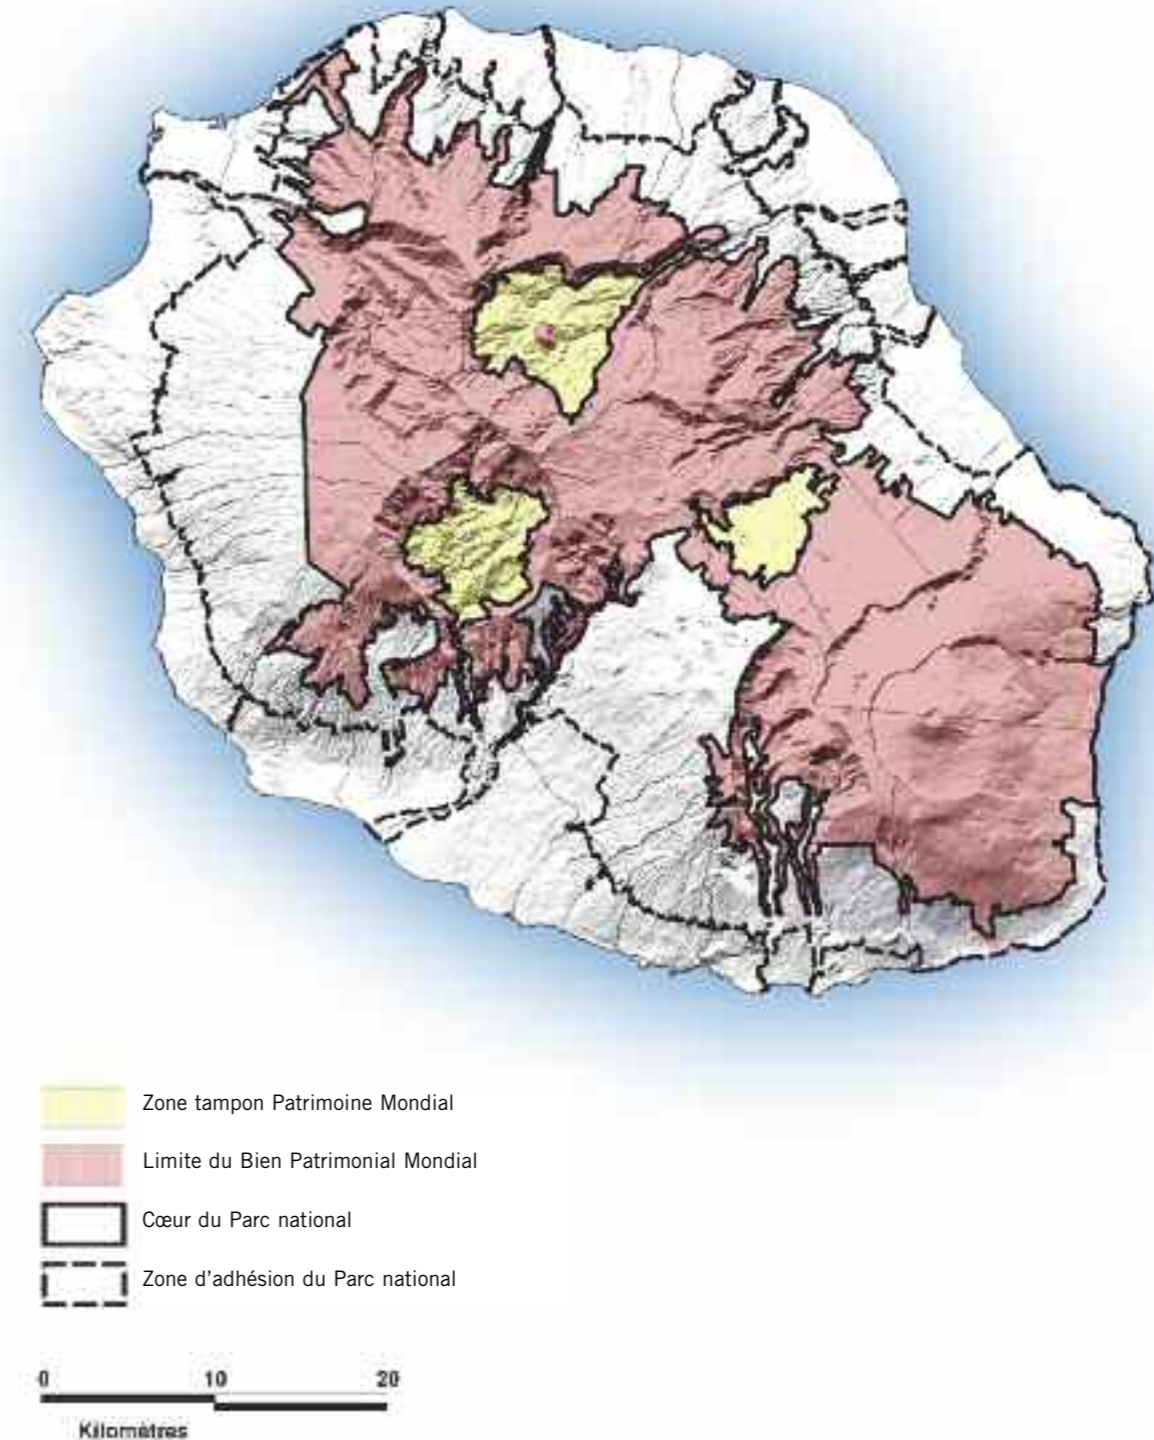 Zone tampon Patrimoine Mondial
Limite du Bien Patrimonial Mondial
Cœur du Parc national
Zone d'adhésion du Parc national
0 10 20
Kilomètres